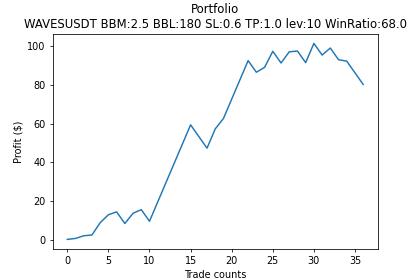 Portfolio
WAVESUSDT BBM:2.5 BBL:180 SL:0.6 TP:1.0 lev:10 WinRatio:68.0
100
80
60
40
20
0
Profit ($)
0 5 10 15 20 25 30 35
Trade counts